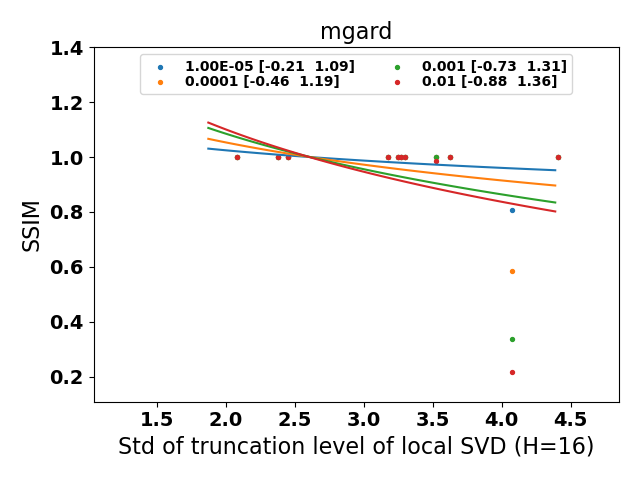 mgard
1.00E-05 [-0.21  1.09]
0.0001 [-0.46  1.19]
0.001 [-0.73  1.31]
0.01 [-0.88  1.36]
SSIM
1.4
1.2
1.0
0.8
0.6
0.4
0.2
1.5 2.0 2.5 3.0 3.5 4.0 4.5
Std of truncation level of local SVD (H=16)